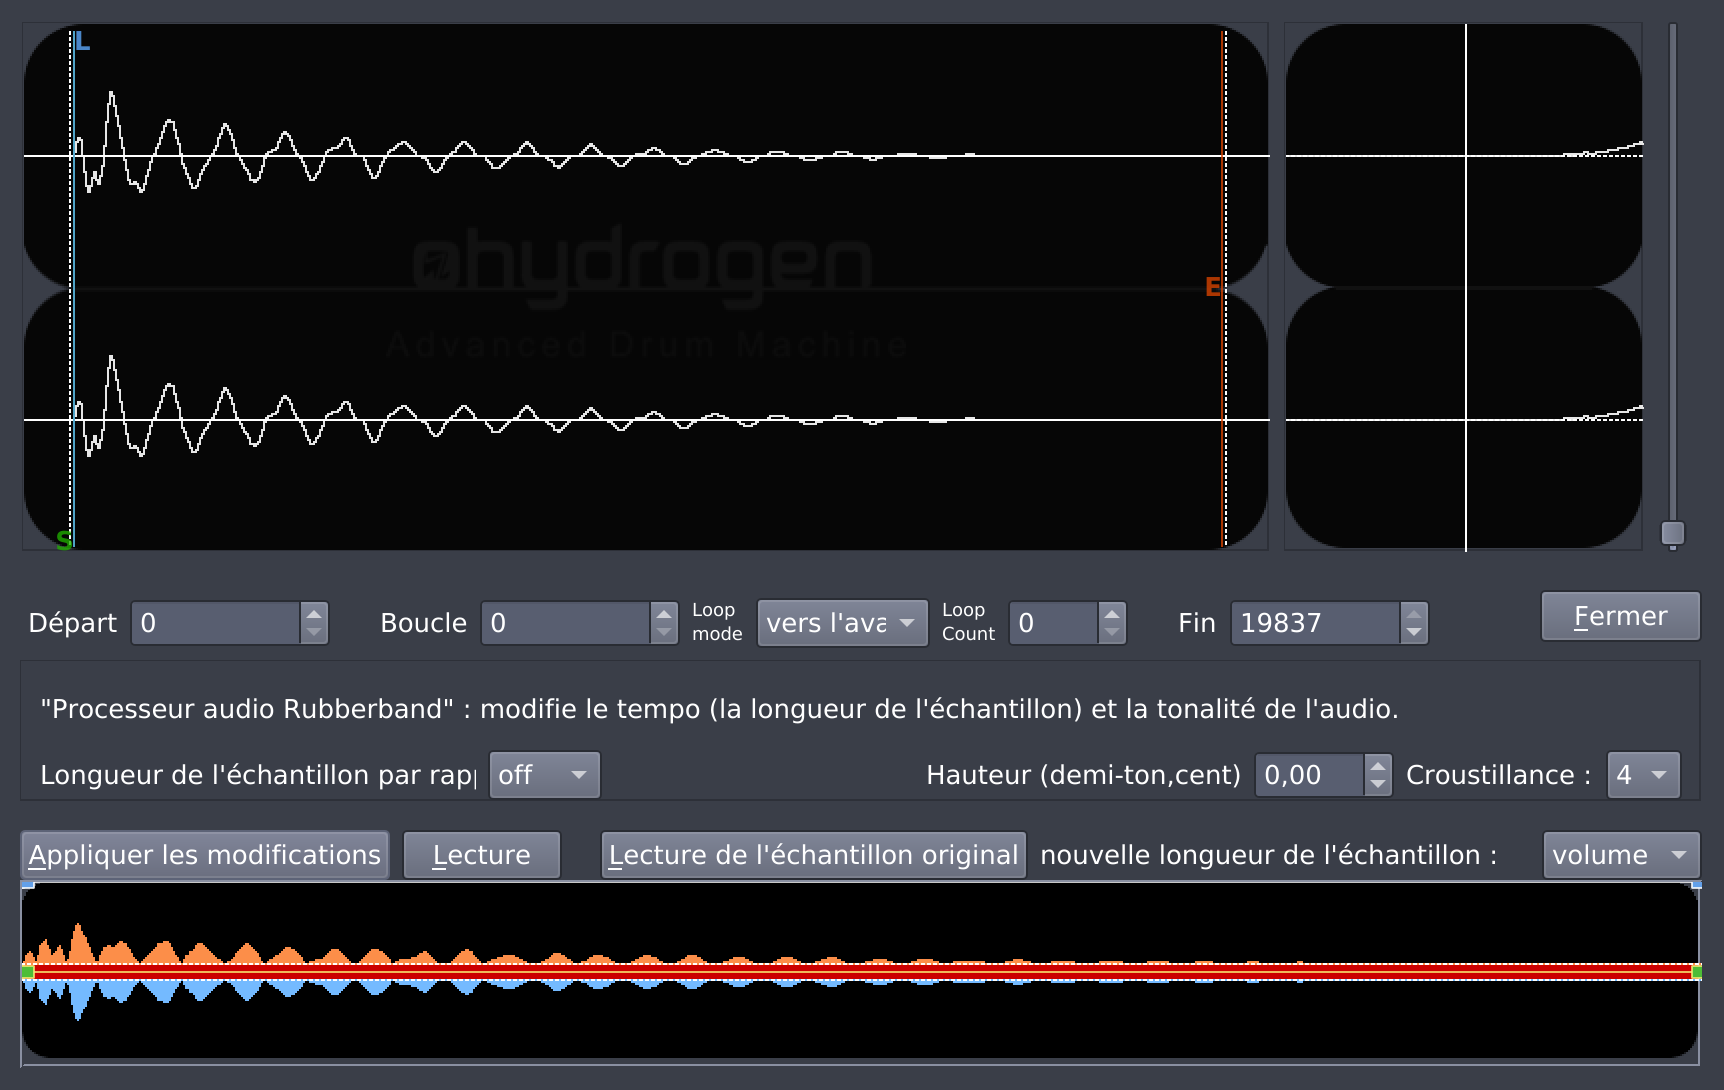 L
hydrogen
Advanced Drum Machine
E
S
Départ 0 Boucle 0 Loop mode vers l'ava Loop Count 0 Fin 19837 Fermer
"Processeur audio Rubberband" : modifie le tempo (la longueur de l'échantillon) et la tonalité de l'audio.
Longueur de l'échantillon par rapp off Hauteur (demi-ton,cent) 0,00 Croustillance : 4
Appliquer les modifications Lecture Lecture de l'échantillon original nouvelle longueur de l'échantillon : volume